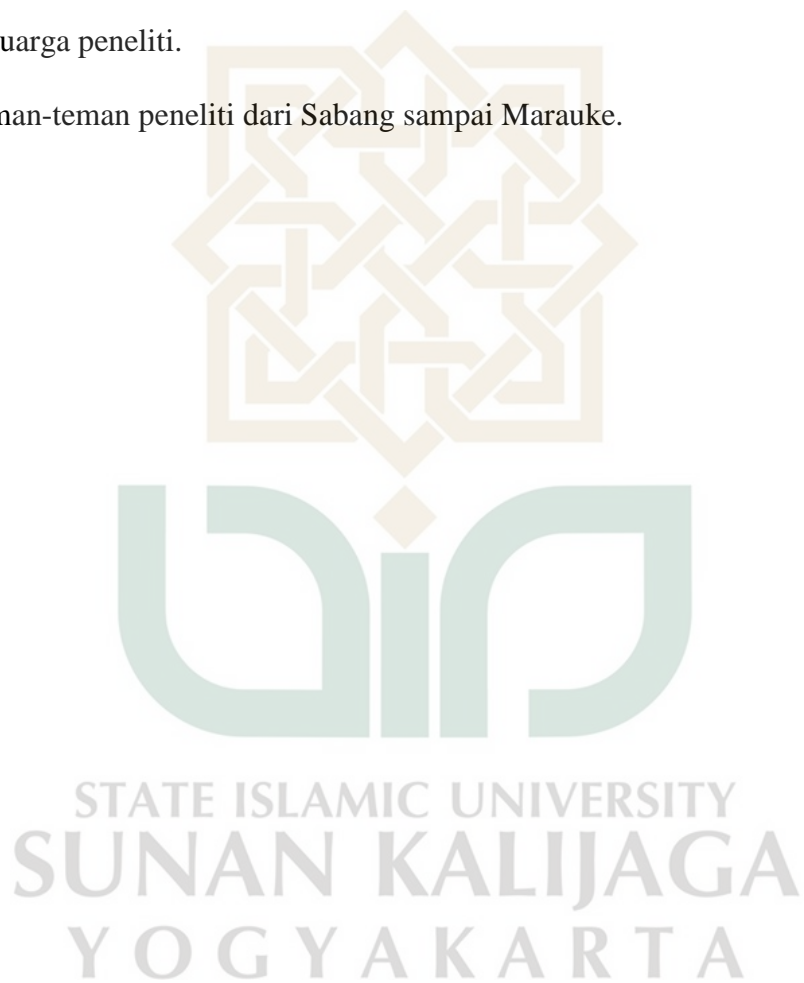 uarga peneliti.
nan-teman peneliti dari Sabang sampai Marauke.
STATE ISLAMIC UNIVERSITY
SUNAN KALIJAGA
YOGYAKARTA